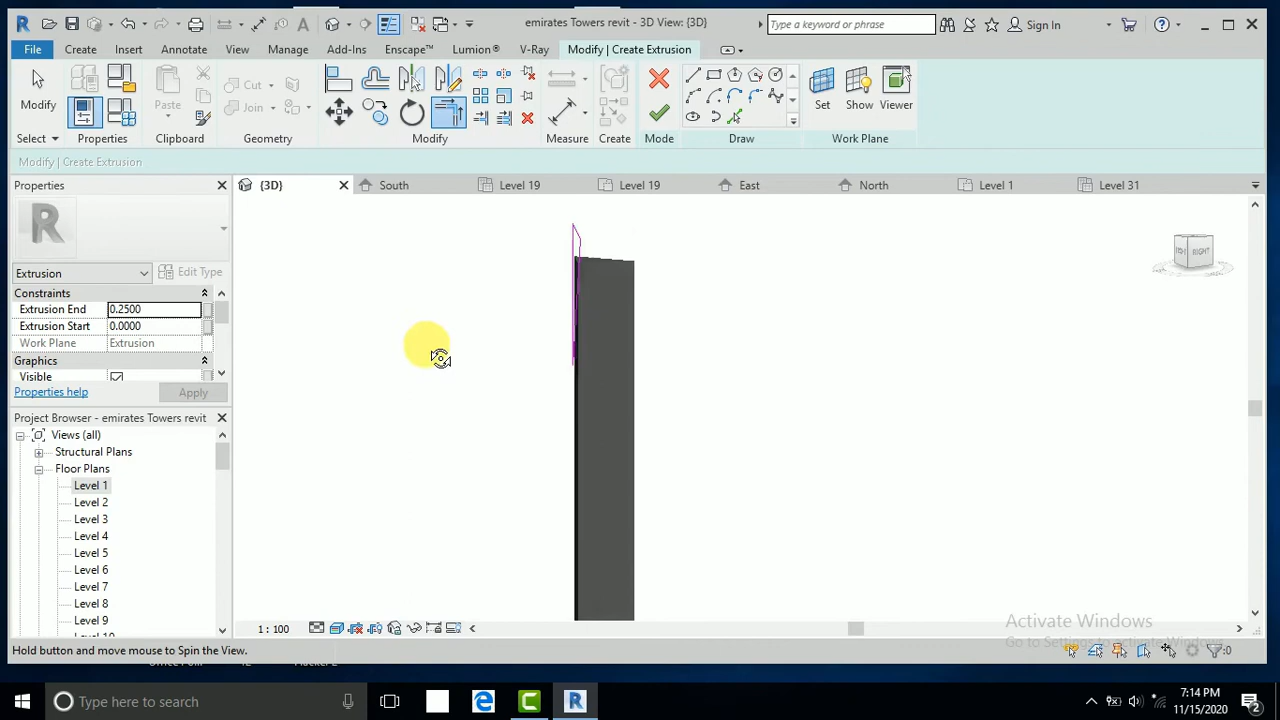 emirates Towers revit - 3D View: {3D}
Type a keyword or phrase
Sign In
File
Create
Insert
Annotate
View
Manage
Add-Ins
Enscape™
Lumion®
V-Ray
Modify | Create Extrusion
Modify
Paste
Cut
Join
Set
Show
Viewer
Select
Properties
Clipboard
Geometry
Modify
Measure
Create
Mode
Draw
Work Plane
Modify | Create Extrusion
Properties
{3D}
South
Level 19
Level 19
East
North
Level 1
Level 31
Extrusion
Edit Type
Constraints
Extrusion End 0.2500
Extrusion Start 0.0000
Work Plane Extrusion
Graphics
Visible
Properties help
Apply
Project Browser - emirates Towers revit
Views (all)
Structural Plans
Floor Plans
Level 1
Level 2
Level 3
Level 4
Level 5
Level 6
Level 7
Level 8
Level 9
RIGHT
1 : 100
Activate Windows
Go to Settings to Activate Windows.
Hold button and move mouse to Spin the View.
:0
Type here to search
7:14 PM
11/15/2020
2